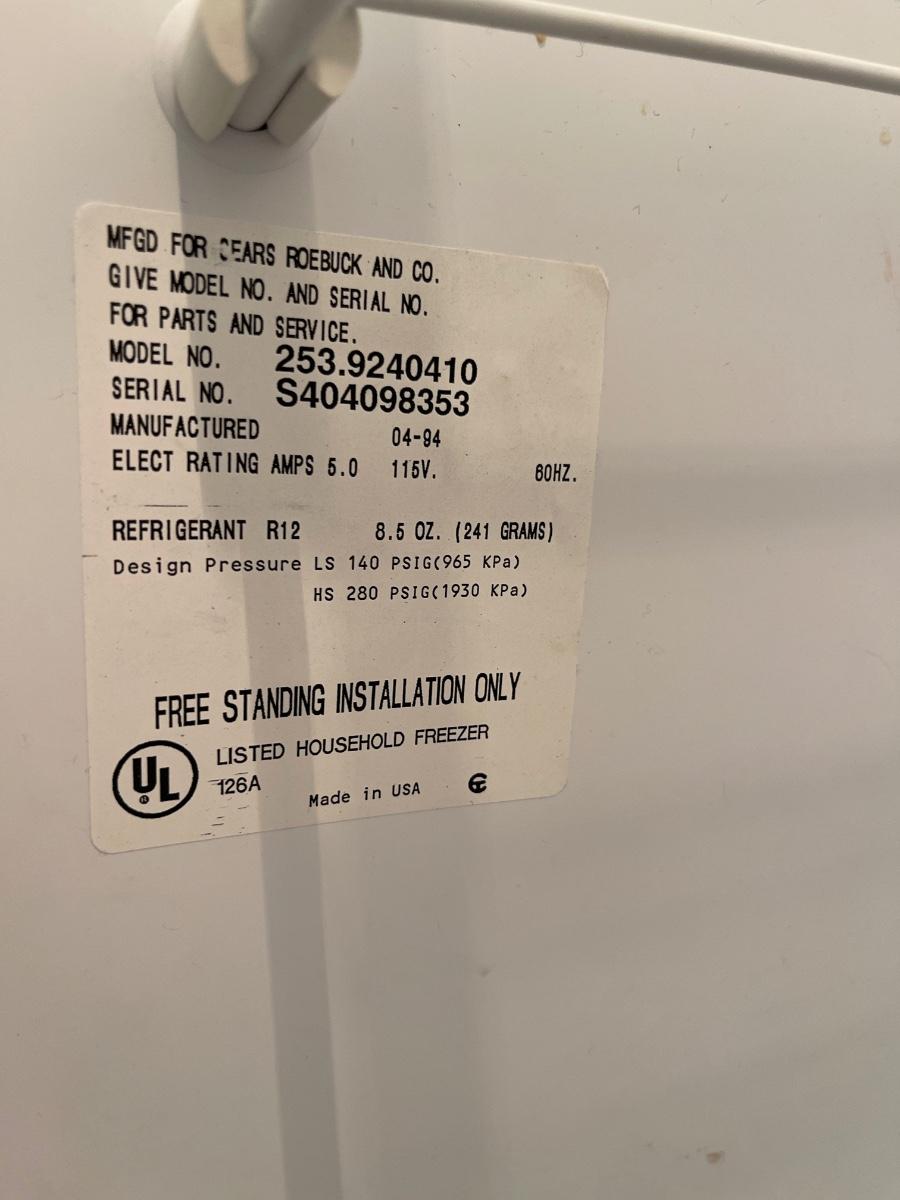 MFGD FOR SEARS ROEBUCK AND CO.
GIVE MODEL NO. AND SERIAL NO.
FOR PARTS AND SERVICE.
MODEL NO. 253.9240410
SERIAL NO. S404098353
MANUFACTURED 04-94
ELECT RATING AMPS 5.0 115V. 60HZ.
REFRIGERANT R12 8.5 OZ. (241 GRAMS)
Design Pressure LS 140 PSIG(965 KPa)
HS 280 PSIG(1930 KPa)
FREE STANDING INSTALLATION ONLY
UL ® LISTED HOUSEHOLD FREEZER
126A
Made in USA